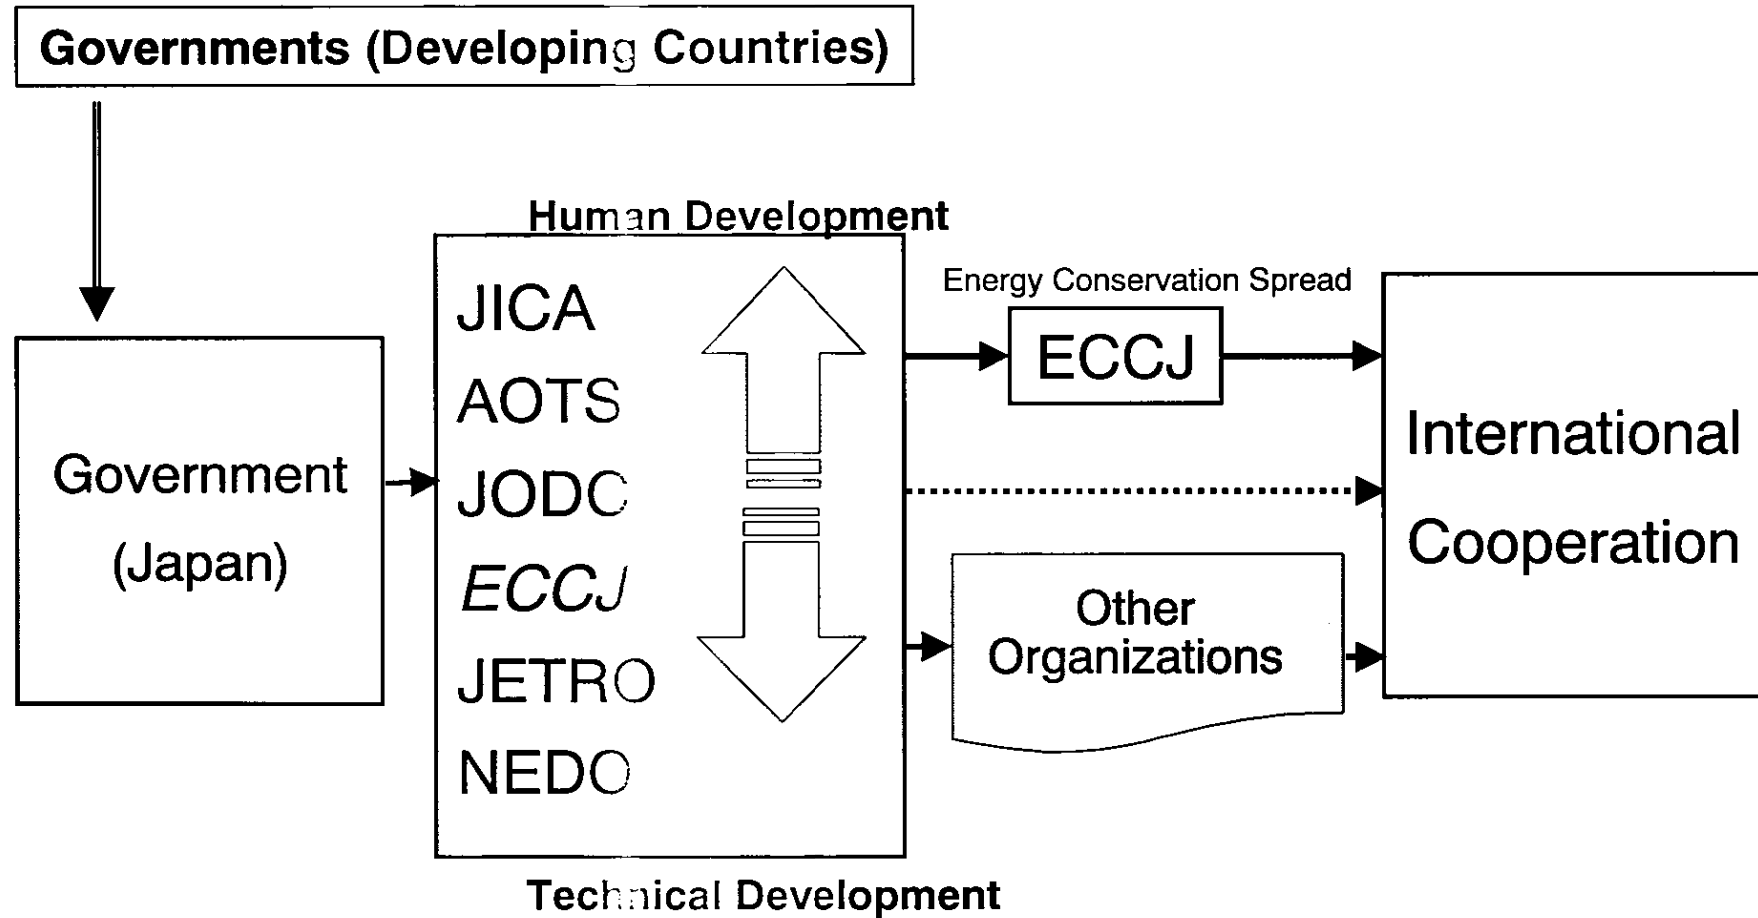 Governments (Developing Countries)
Human Development
Government
(Japan)
JICA
AOTS
JODC
ECCJ
JETRO
NEDO
Technical Development
Energy Conservation Spread
ECCJ
Other
Organizations
International
Cooperation